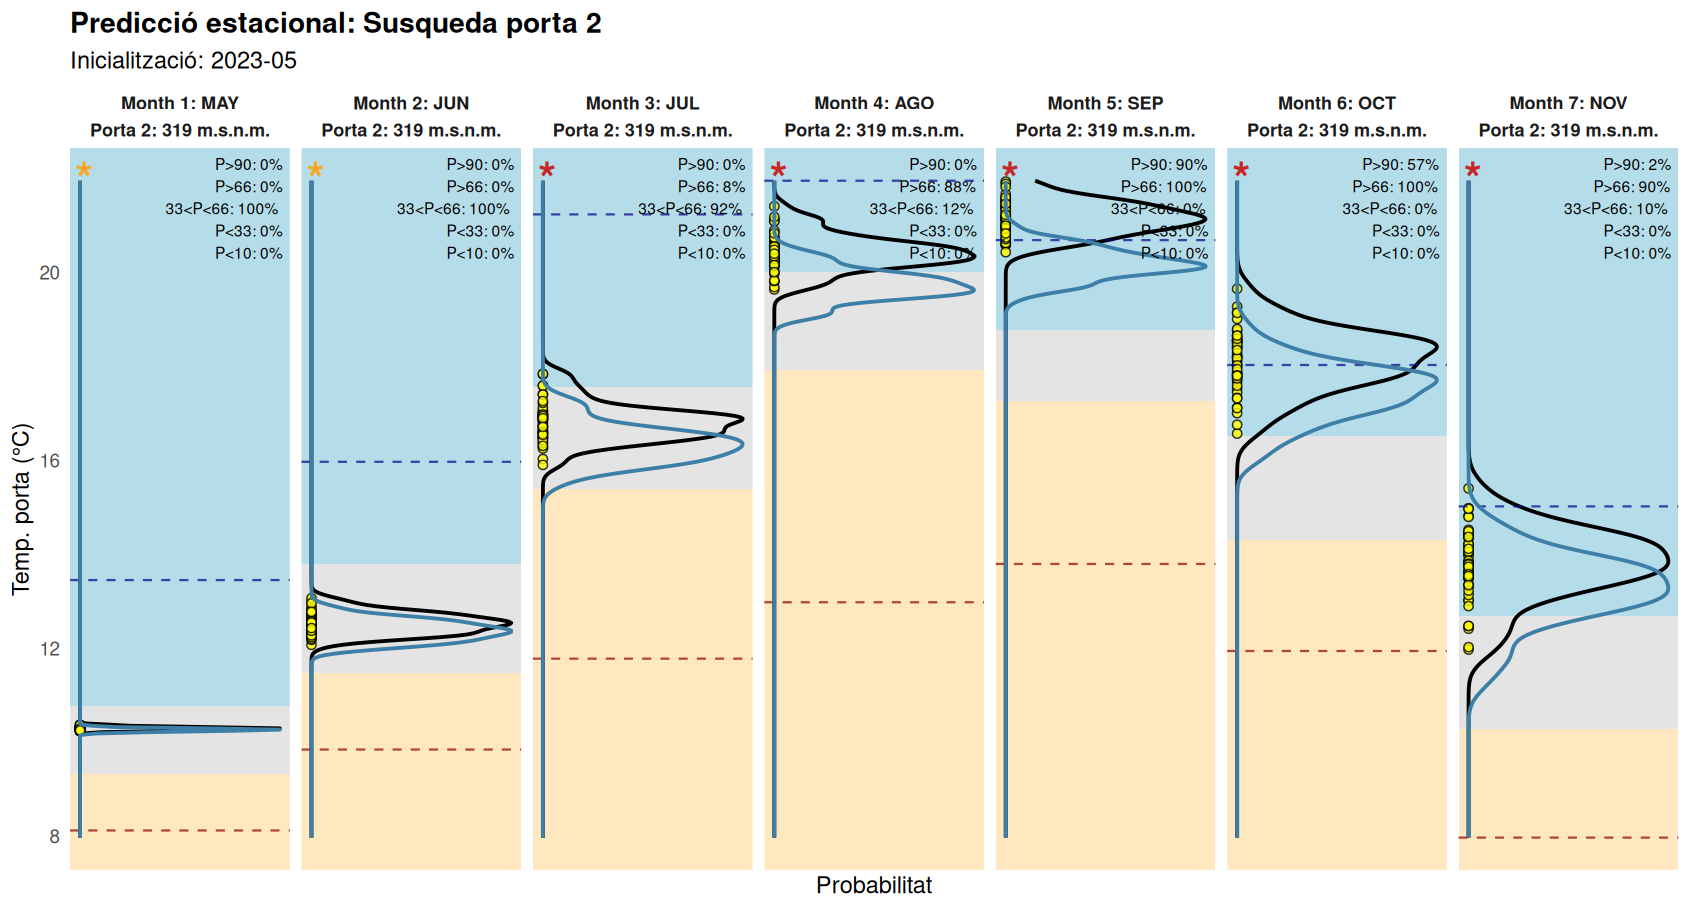 Predicció estacional: Susqueda porta 2
Inicialització: 2023-05
Month 1: MAY
Porta 2: 319 m.s.n.m.
Month 2: JUN
Porta 2: 319 m.s.n.m.
Month 3: JUL
Porta 2: 319 m.s.n.m.
Month 4: AGO
Porta 2: 319 m.s.n.m.
Month 5: SEP
Porta 2: 319 m.s.n.m.
Month 6: OCT
Porta 2: 319 m.s.n.m.
Month 7: NOV
Porta 2: 319 m.s.n.m.
*
P>90: 0%
P>66: 0%
33<P<66: 100%
P<33: 0%
P<10: 0%
*
P>90: 0%
P>66: 0%
33<P<66: 100%
P<33: 0%
P<10: 0%
*
P>90: 0%
P>66: 8%
33<P<66: 92%
P<33: 0%
P<10: 0%
*
P>90: 0%
P>66: 88%
33<P<66: 12%
P<33: 0%
P<10: 0%
*
P>90: 90%
P>66: 100%
33<P<66: 0%
P<33: 0%
P<10: 0%
*
P>90: 57%
P>66: 100%
33<P<66: 0%
P<33: 0%
P<10: 0%
*
P>90: 2%
P>66: 90%
33<P<66: 10%
P<33: 0%
P<10: 0%
Temp. porta (°C)
20
16
12
8
Probabilitat